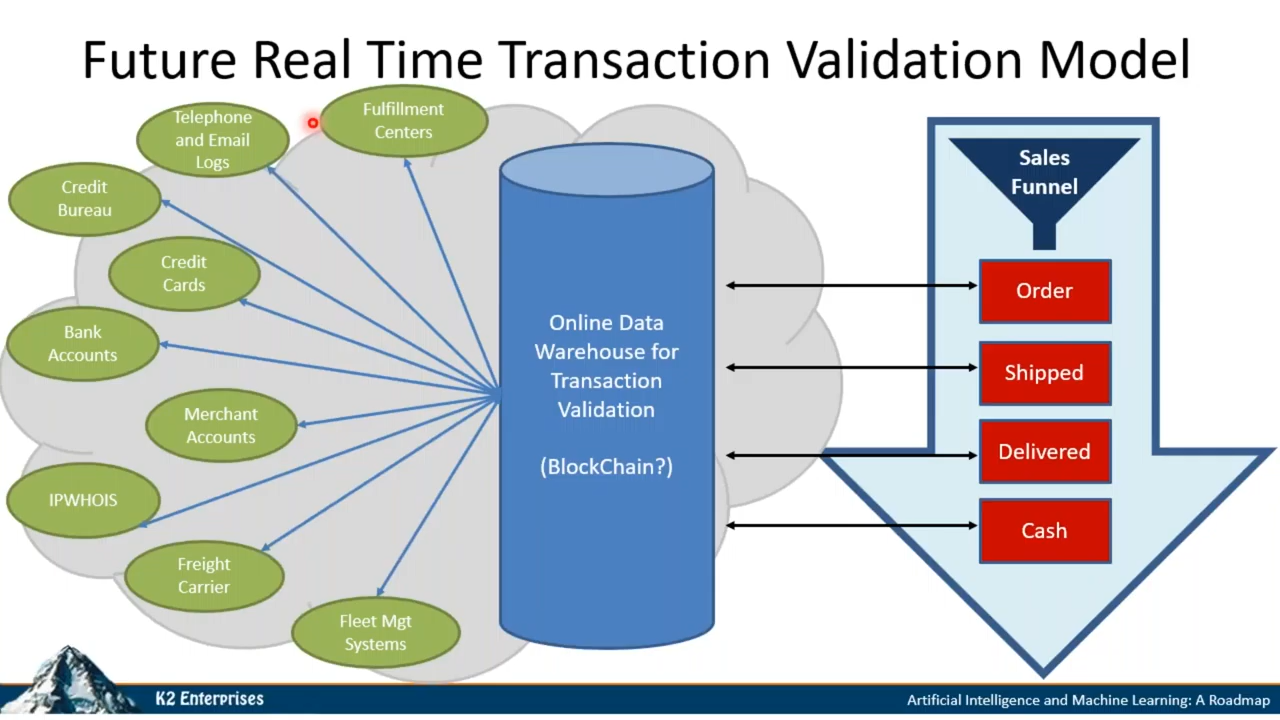 Future Real Time Transaction Validation Model
Fulfillment
Centers
Telephone
and Email
Logs
Credit
Bureau
Credit
Cards
Bank
Accounts
Merchant
Accounts
IPWHOIS
Freight
Carrier
Fleet Mgt
Systems
Online Data
Warehouse for
Transaction
Validation
(BlockChain?)
Sales
Funnel
Order
Shipped
Delivered
Cash
K2 Enterprises
Artificial Intelligence and Machine Learning: A Roadmap